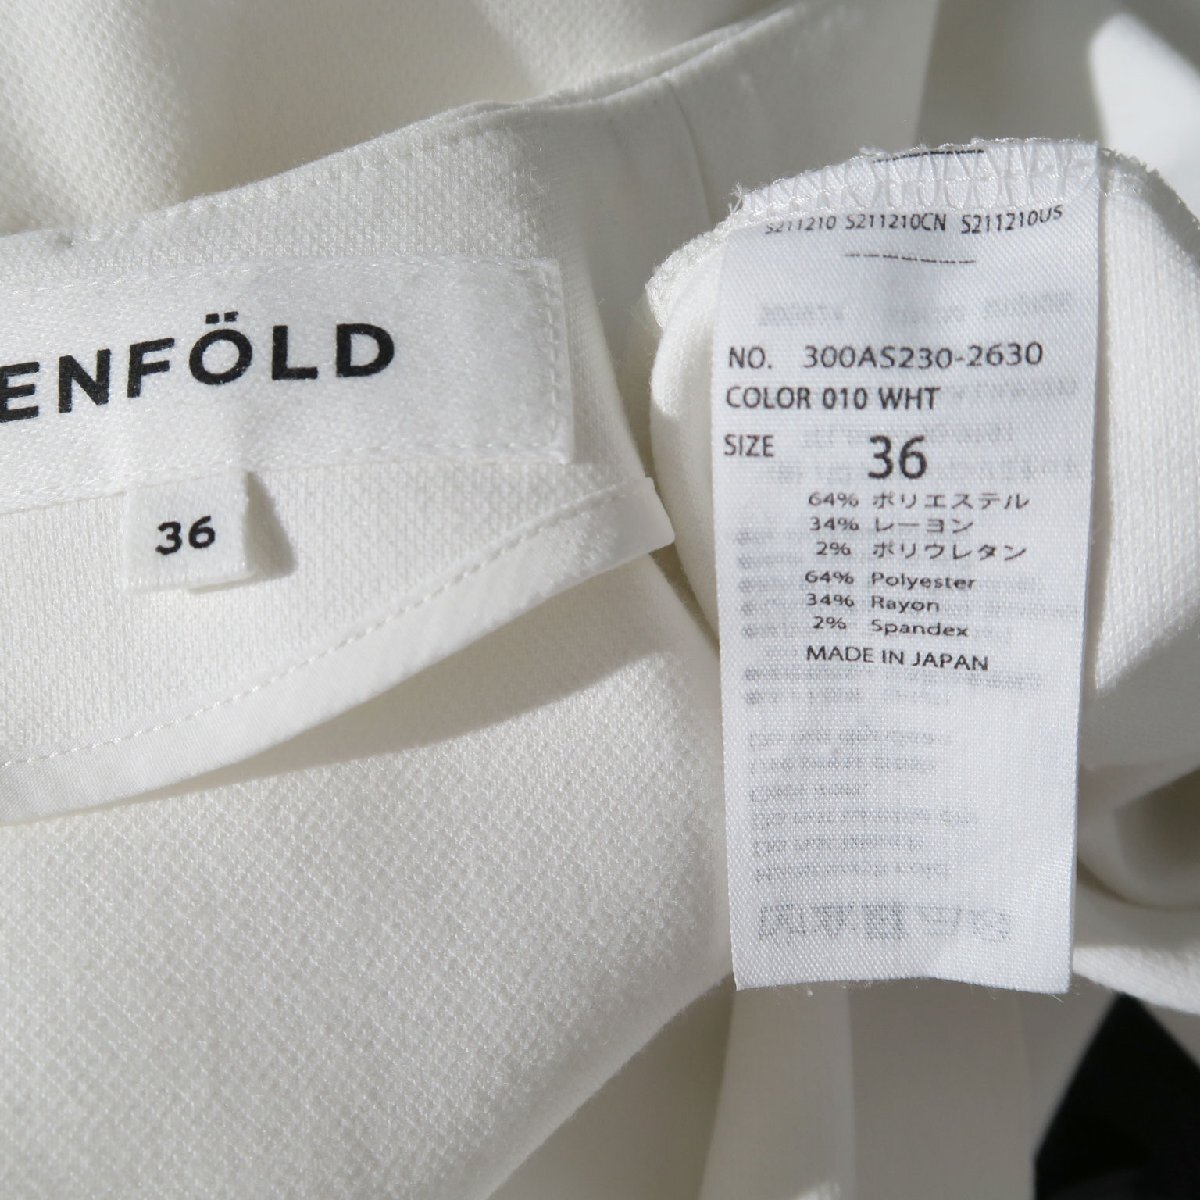 ENFÖLD
36
S211210 S211210CN S211210US
NO. 300AS230-2630
COLOR 010 WHT
SIZE 36
64% ポリエステル
34% レーヨン
2% ポリウレタン
64% Polyester
34% Rayon
2% Spandex
MADE IN JAPAN